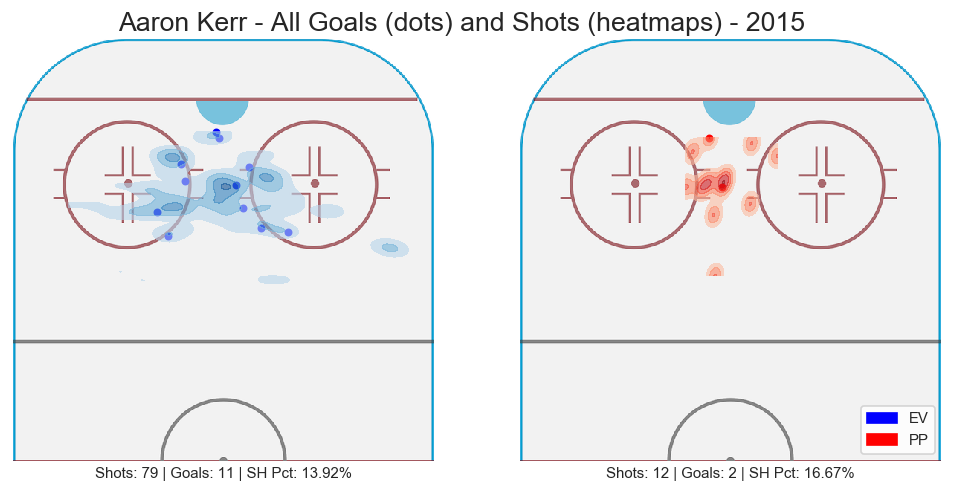 Aaron Kerr - All Goals (dots) and Shots (heatmaps) - 2015
EV
PP
Shots: 79 | Goals: 11 | SH Pct: 13.92%
Shots: 12 | Goals: 2 | SH Pct: 16.67%